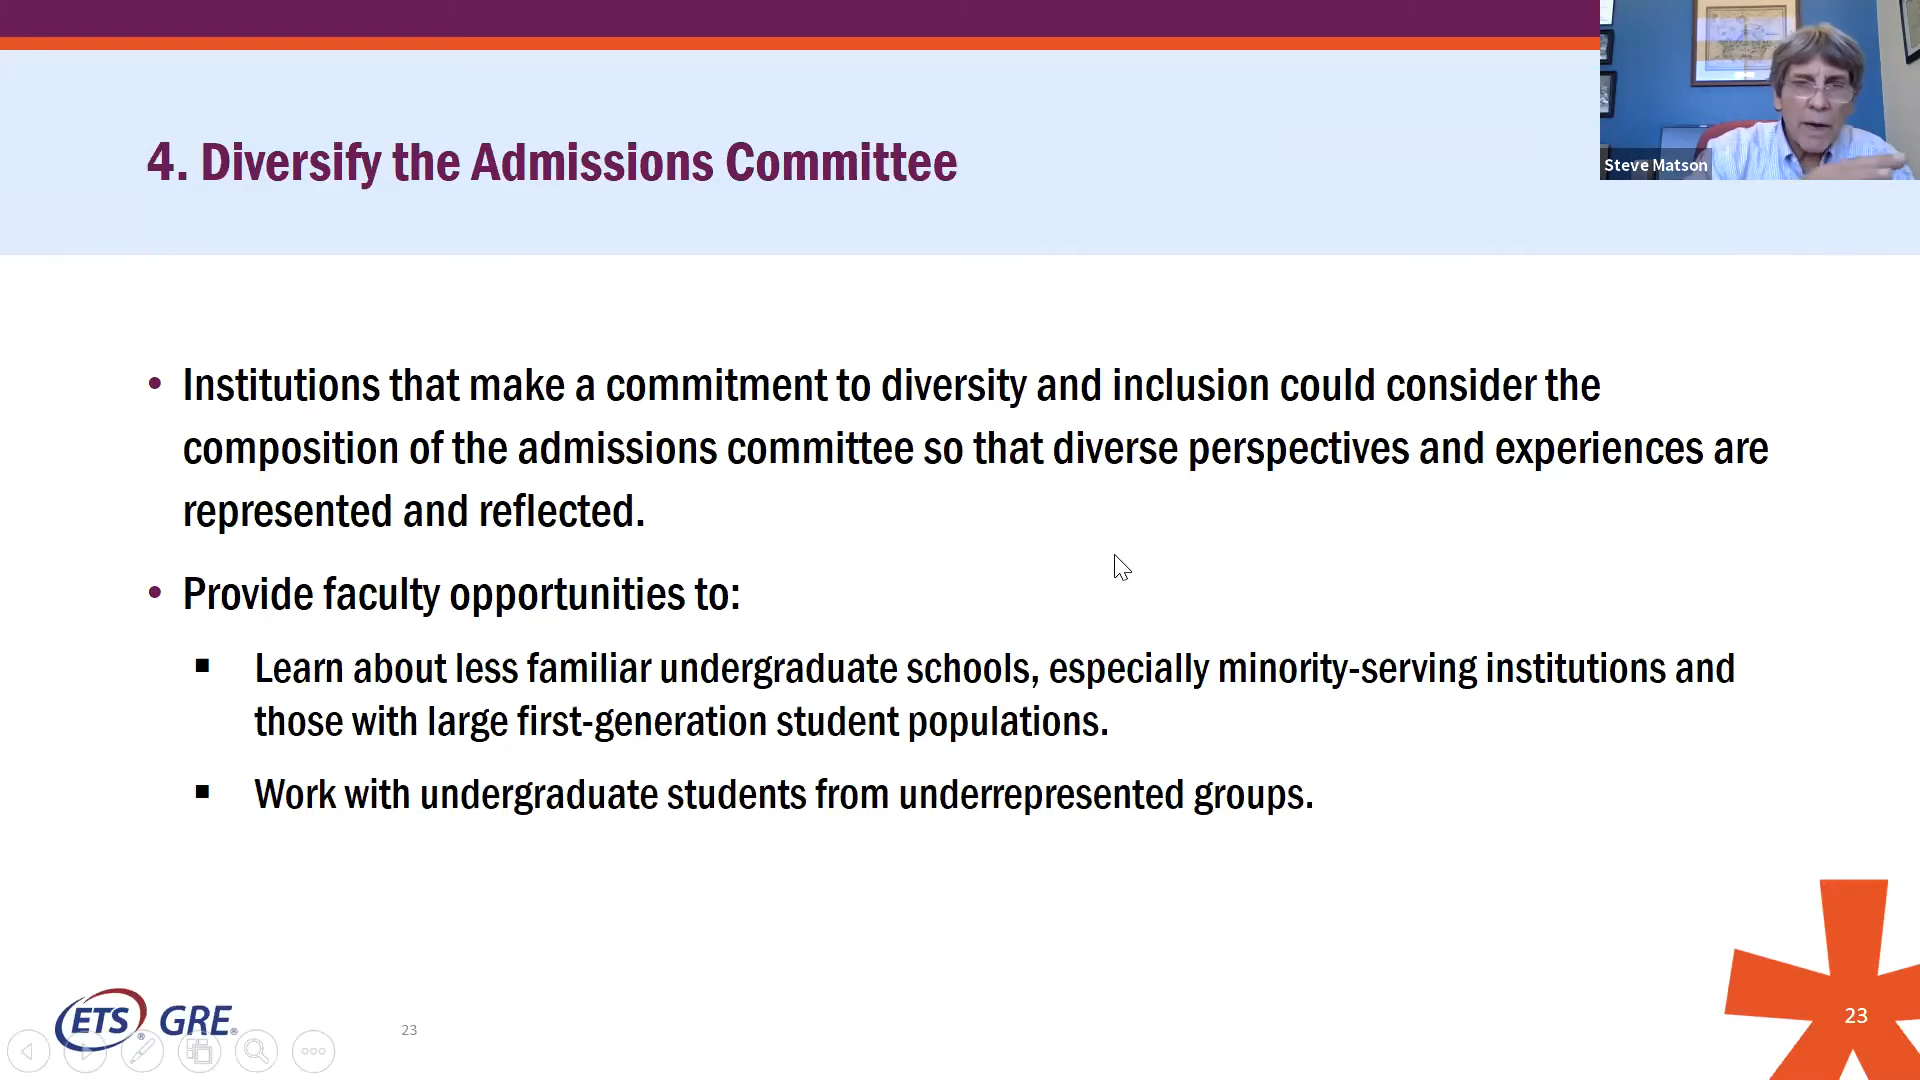 4. Diversify the Admissions Committee
Steve Matson
• Institutions that make a commitment to diversity and inclusion could consider the
composition of the admissions committee so that diverse perspectives and experiences are
represented and reflected.
• Provide faculty opportunities to:
▪ Learn about less familiar undergraduate schools, especially minority-serving institutions and
those with large first-generation student populations.
▪ Work with undergraduate students from underrepresented groups.
ETS® GRE®
23
23